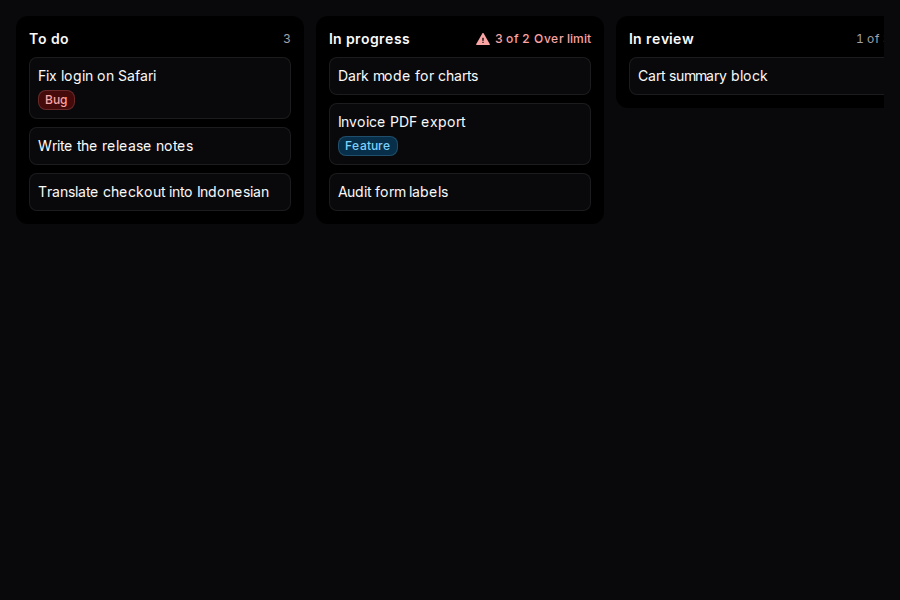 To do 3
Fix login on Safari
Bug
Write the release notes
Translate checkout into Indonesian
In progress 3 of 2 Over limit
Dark mode for charts
Invoice PDF export
Feature
Audit form labels
In review 1 of
Cart summary block